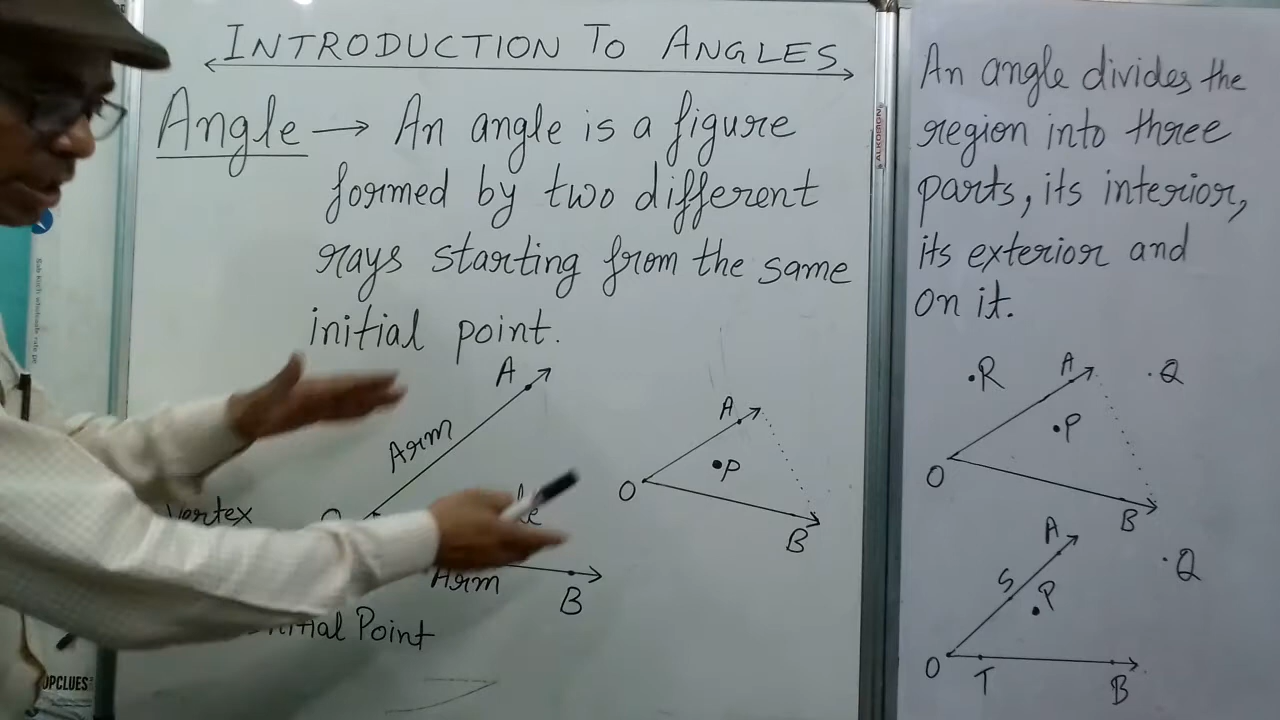 INTRODUCTION TO ANGLES
Angle → An angle is a figure
formed by two different
rays starting from the same
initial point.
A
Arm
Vertex
Arm
B
Initial Point
A
P
O
B
An angle divides the
region into three
parts, its interior,
its exterior and
on it.
R
A
Q
P
O
B
A
Q
S
P
O
T
B
ALKOSIGN
OPCLUES